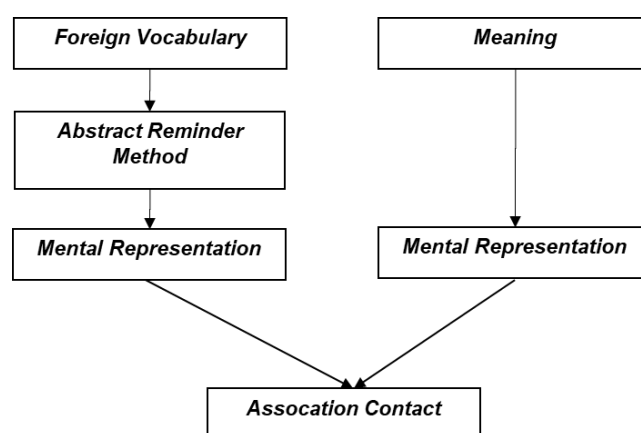 Foreign Vocabulary
Meaning
Abstract Reminder
Method
Mental Representation
Mental Representation
Assocation Contact